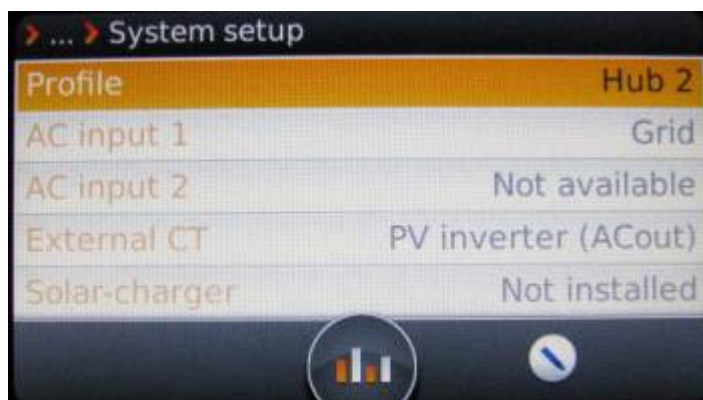 > ... > System setup
Profile Hub 2
AC input 1 Grid
AC input 2 Not available
External CT PV inverter (ACout)
Solar-charger Not installed